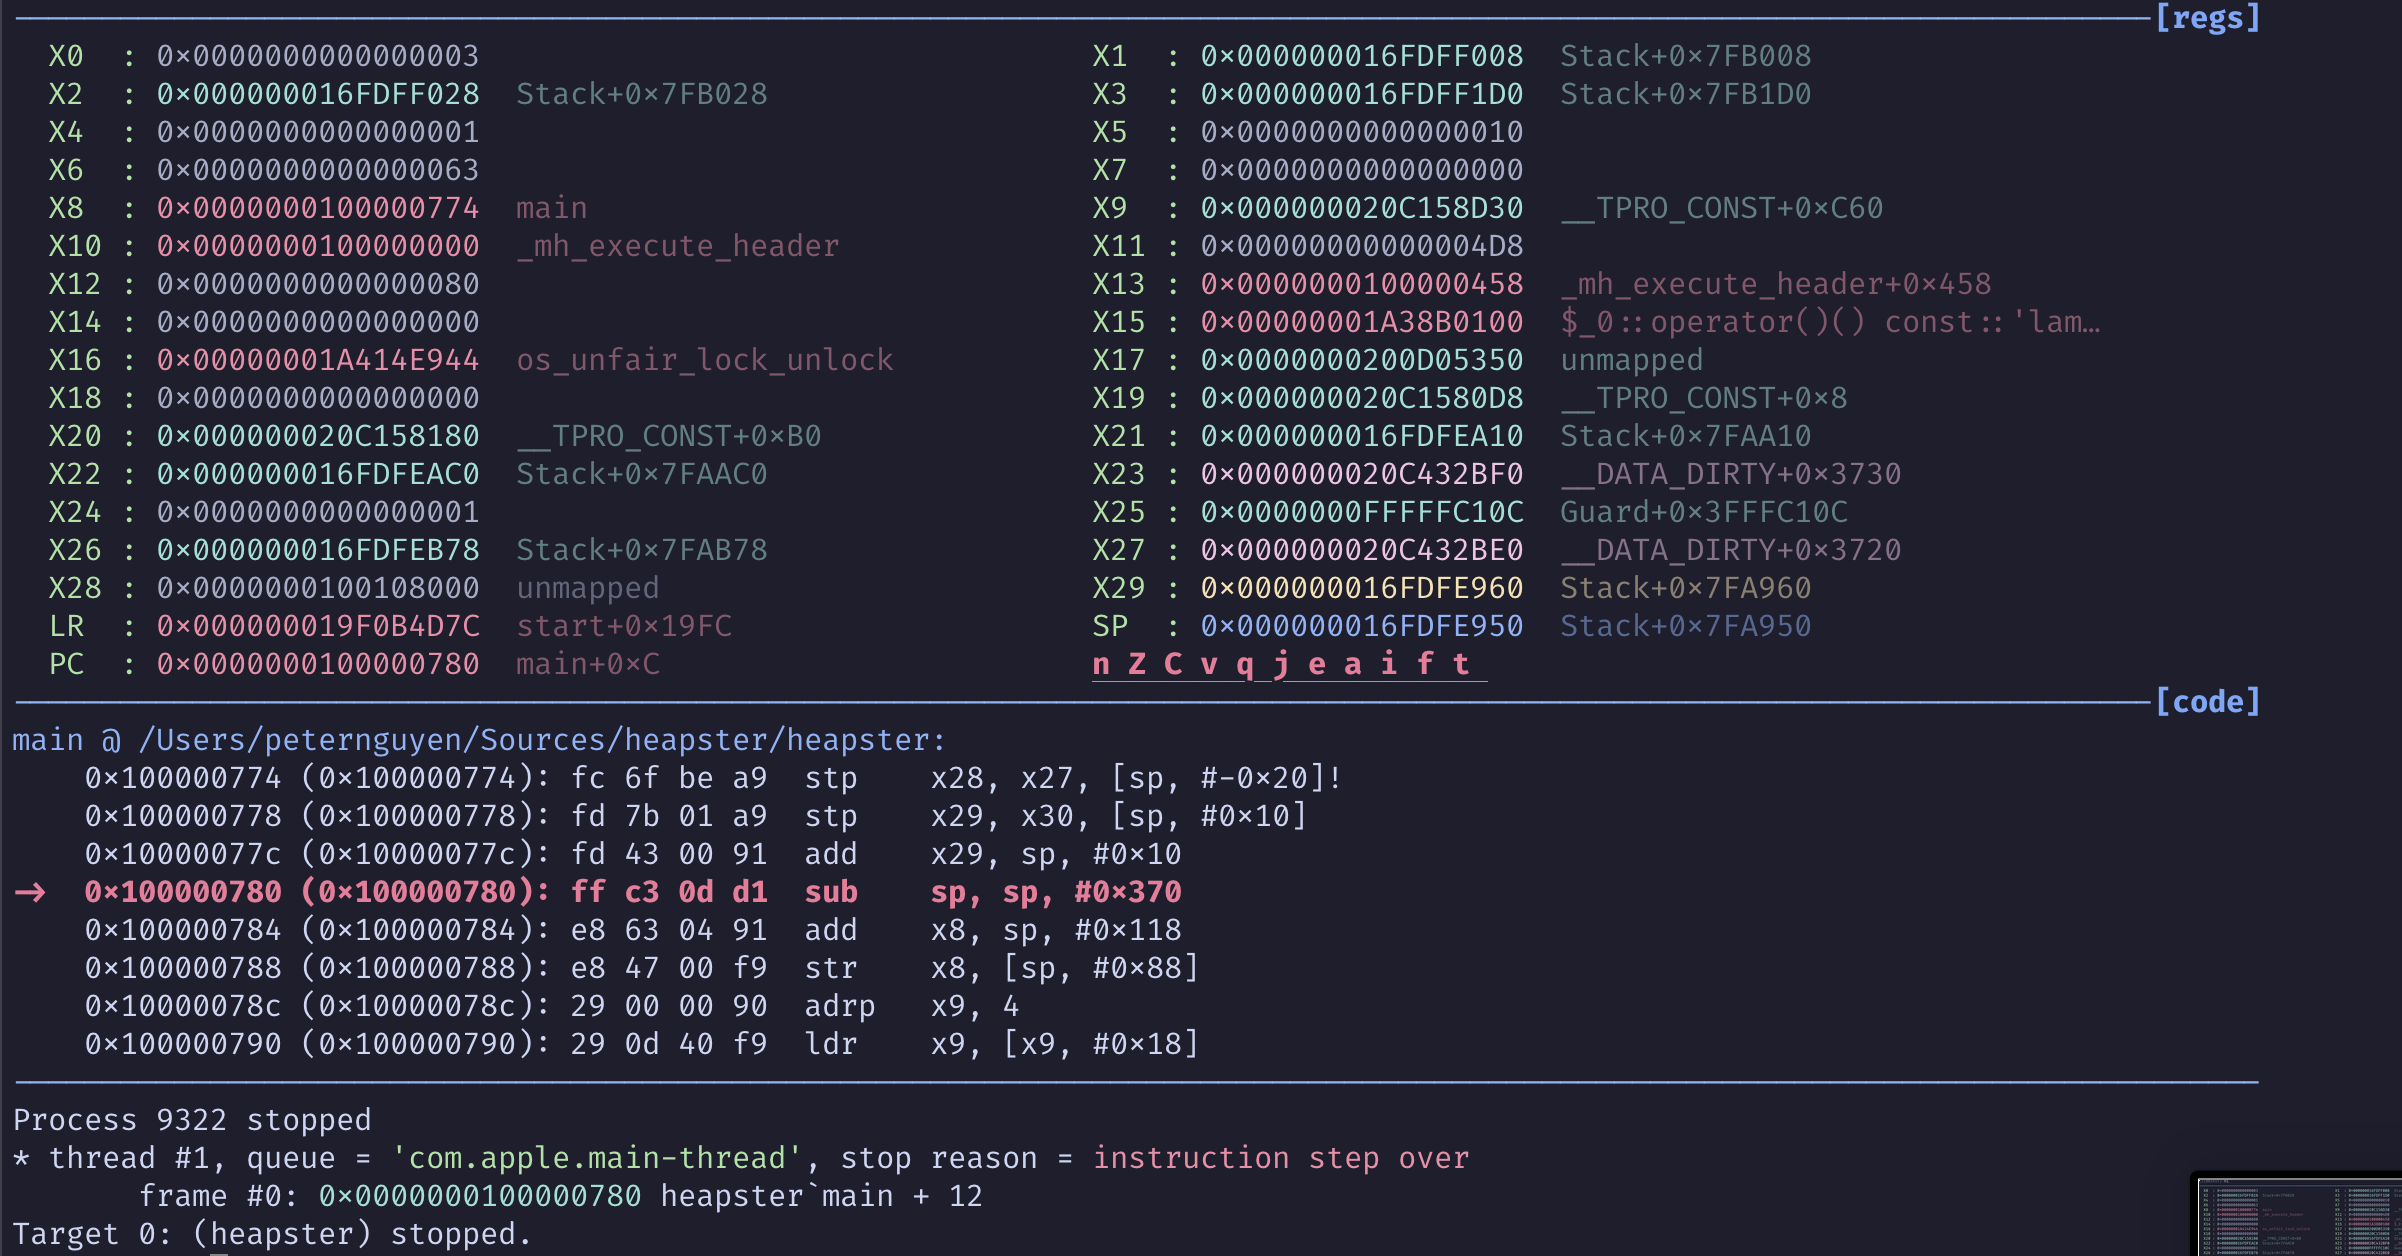 [regs]
X0 : 0x0000000000000003 X1 : 0x000000016FDFF008 Stack+0x7FB008
X2 : 0x000000016FDFF028 Stack+0x7FB028 X3 : 0x000000016FDFF1D0 Stack+0x7FB1D0
X4 : 0x0000000000000001 X5 : 0x0000000000000010
X6 : 0x0000000000000063 X7 : 0x0000000000000000
X8 : 0x0000000100000774 main X9 : 0x000000020C158D30 __TPRO_CONST+0xC60
X10 : 0x0000000100000000 _mh_execute_header X11 : 0x00000000000004D8
X12 : 0x0000000000000080 X13 : 0x0000000100000458 _mh_execute_header+0x458
X14 : 0x0000000000000000 X15 : 0x00000001A38B0100 $_0::operator()() const::'lam…
X16 : 0x00000001A414E944 os_unfair_lock_unlock X17 : 0x0000000200D05350 unmapped
X18 : 0x0000000000000000 X19 : 0x000000020C1580D8 __TPRO_CONST+0x8
X20 : 0x000000020C158180 __TPRO_CONST+0xB0 X21 : 0x000000016FDFEA10 Stack+0x7FAA10
X22 : 0x000000016FDFEAC0 Stack+0x7FAAC0 X23 : 0x000000020C432BF0 __DATA_DIRTY+0x3730
X24 : 0x0000000000000001 X25 : 0x0000000FFFFFC10C Guard+0x3FFFC10C
X26 : 0x000000016FDFEB78 Stack+0x7FAB78 X27 : 0x000000020C432BE0 __DATA_DIRTY+0x3720
X28 : 0x0000000100108000 unmapped X29 : 0x000000016FDFE960 Stack+0x7FA960
LR : 0x000000019F0B4D7C start+0x19FC SP : 0x000000016FDFE950 Stack+0x7FA950
PC : 0x0000000100000780 main+0xC n Z C v q j e a i f t
[code]
main @ /Users/peternguyen/Sources/heapster/heapster:
0x100000774 (0x100000774): fc 6f be a9 stp x28, x27, [sp, #-0x20]!
0x100000778 (0x100000778): fd 7b 01 a9 stp x29, x30, [sp, #0x10]
0x10000077c (0x10000077c): fd 43 00 91 add x29, sp, #0x10
→ 0x100000780 (0x100000780): ff c3 0d d1 sub sp, sp, #0x370
0x100000784 (0x100000784): e8 63 04 91 add x8, sp, #0x118
0x100000788 (0x100000788): e8 47 00 f9 str x8, [sp, #0x88]
0x10000078c (0x10000078c): 29 00 00 90 adrp x9, 4
0x100000790 (0x100000790): 29 0d 40 f9 ldr x9, [x9, #0x18]
Process 9322 stopped
* thread #1, queue = 'com.apple.main-thread', stop reason = instruction step over
frame #0: 0x0000000100000780 heapster`main + 12
Target 0: (heapster) stopped.